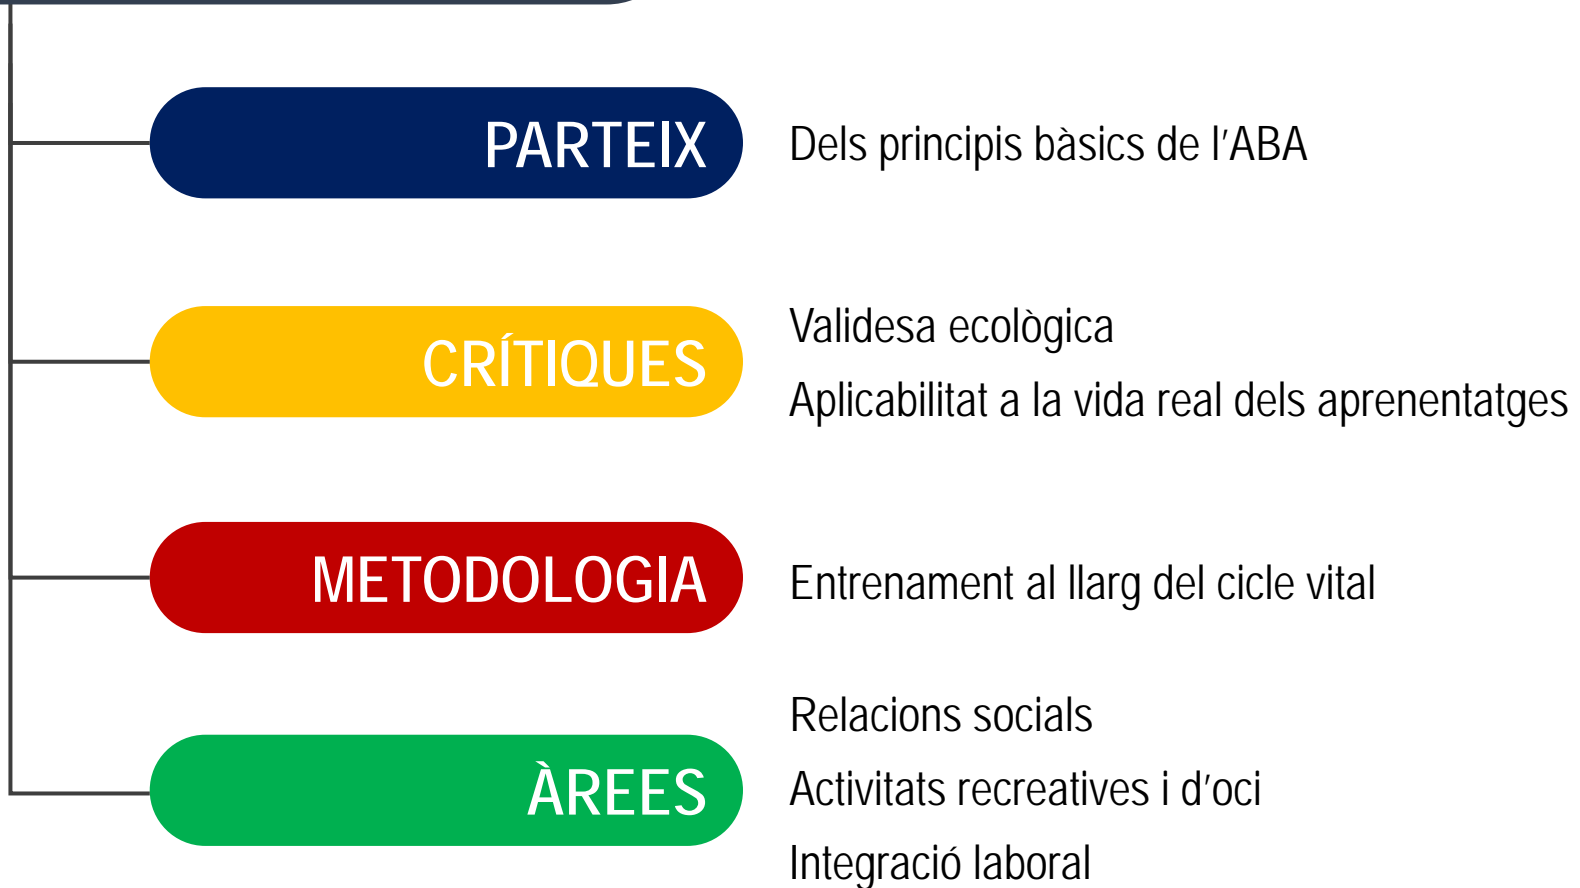 PARTEIX
Dels principis bàsics de l'ABA
CRÍTIQUES
Validesa ecològica
Aplicabilitat a la vida real dels aprenentatges
METODOLOGIA
Entrenament al llarg del cicle vital
ÀREES
Relacions socials
Activitats recreatives i d'oci
Integració laboral